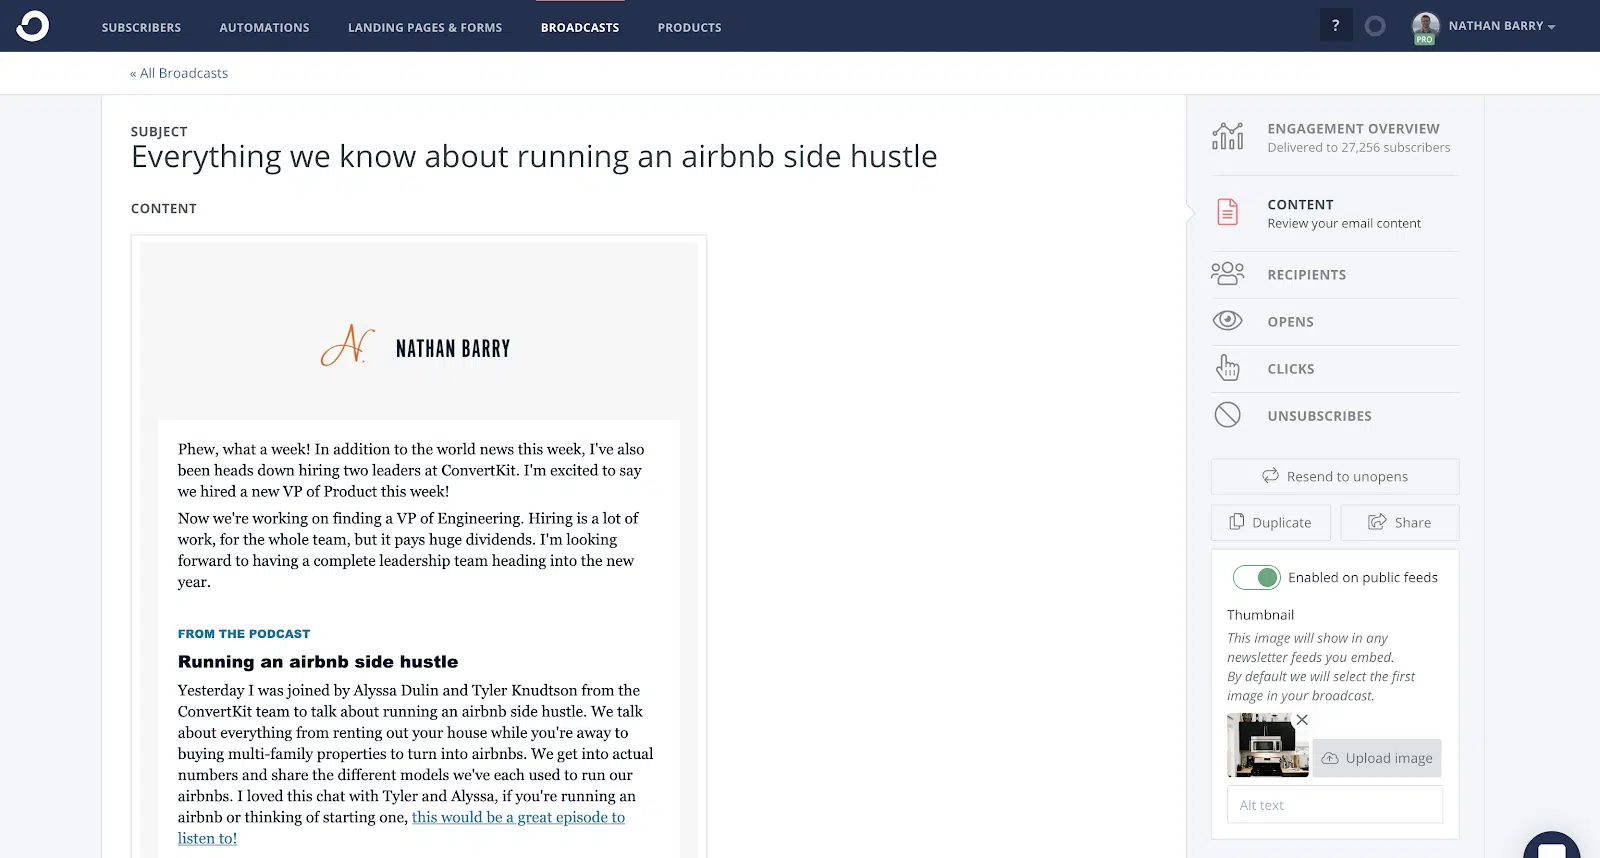 SUBSCRIBERS AUTOMATIONS LANDING PAGES & FORMS BROADCASTS PRODUCTS ? PRO NATHAN BARRY
« All Broadcasts
SUBJECT
Everything we know about running an airbnb side hustle
CONTENT
A. NATHAN BARRY
Phew, what a week! In addition to the world news this week, I've also
been heads down hiring two leaders at ConvertKit. I'm excited to say
we hired a new VP of Product this week!
Now we're working on finding a VP of Engineering. Hiring is a lot of
work, for the whole team, but it pays huge dividends. I'm looking
forward to having a complete leadership team heading into the new
year.
FROM THE PODCAST
Running an airbnb side hustle
Yesterday I was joined by Alyssa Dulin and Tyler Knudtson from the
ConvertKit team to talk about running an airbnb side hustle. We talk
about everything from renting out your house while you're away to
buying multi-family properties to turn into airbnbs. We get into actual
numbers and share the different models we've each used to run our
airbnbs. I loved this chat with Tyler and Alyssa, if you're running an
airbnb or thinking of starting one, this would be a great episode to
listen to!
ENGAGEMENT OVERVIEW
Delivered to 27,256 subscribers
CONTENT
Review your email content
RECIPIENTS
OPENS
CLICKS
UNSUBSCRIBES
Resend to unopens
Duplicate Share
Enabled on public feeds
Thumbnail
This image will show in any
newsletter feeds you embed.
By default we will select the first
image in your broadcast.
Upload image
Alt text